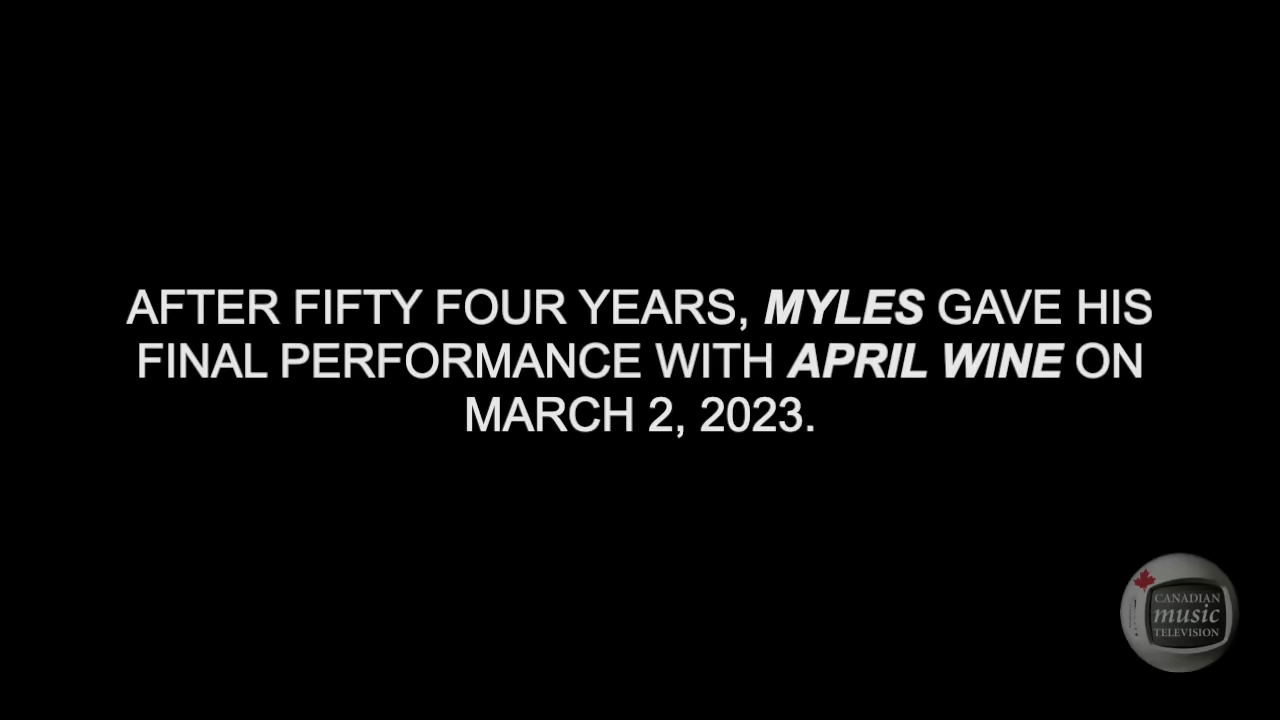 AFTER FIFTY FOUR YEARS, MYLES GAVE HIS
FINAL PERFORMANCE WITH APRIL WINE ON
MARCH 2, 2023.
CANADIAN
music
TELEVISION